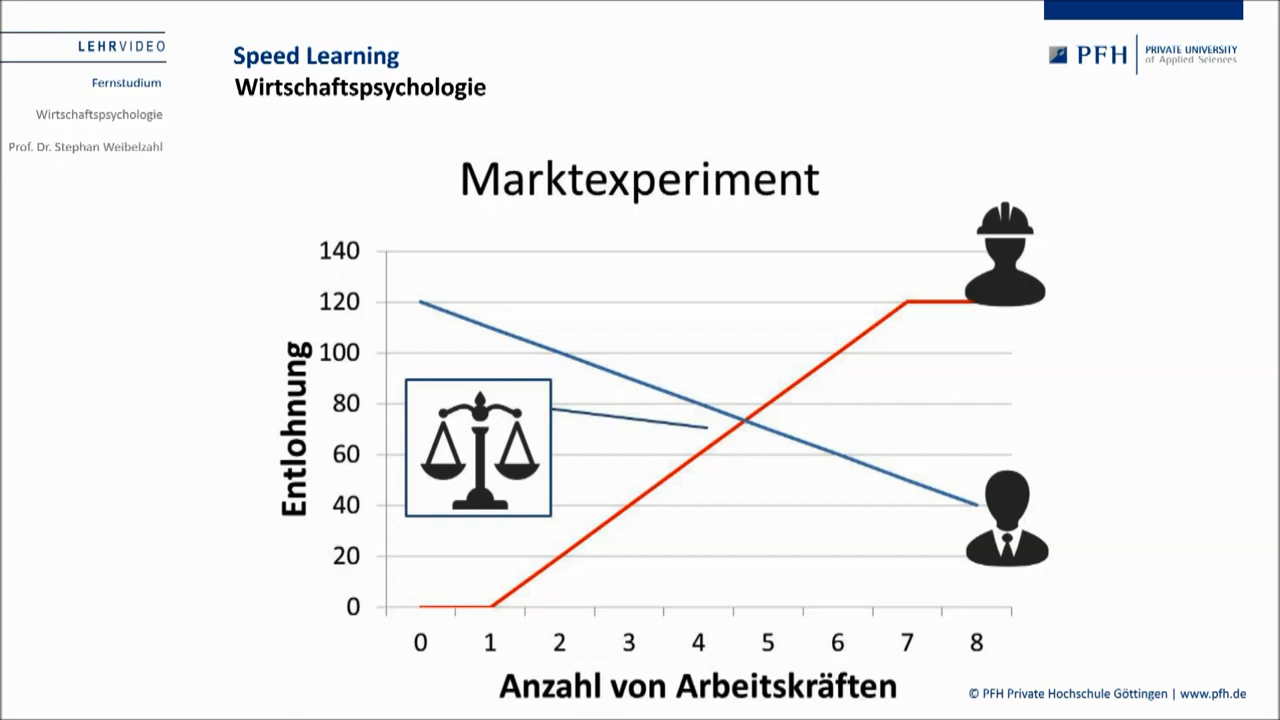 LEHRVIDEO
Fernstudium
Wirtschaftspsychologie
Prof. Dr. Stephan Weibelzahl
Speed Learning
Wirtschaftspsychologie
PFH
PRIVATE UNIVERSITY
of Applied Sciences
Marktexperiment
Entlohnung
140
120
100
80
60
40
20
0
0 1 2 3 4 5 6 7 8
Anzahl von Arbeitskräften
© PFH Private Hochschule Göttingen | www.pfh.de